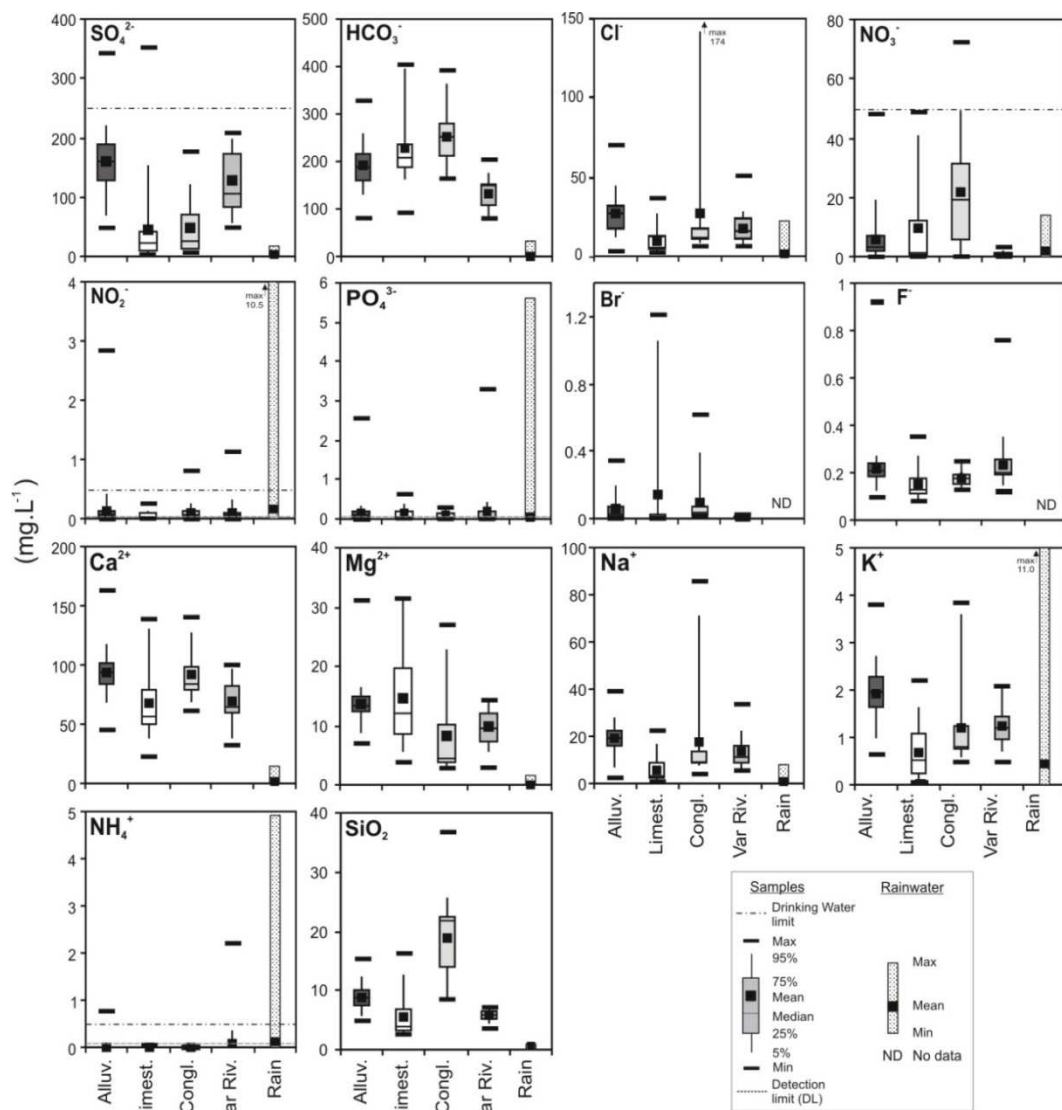 SO₄²⁻
400
300
200
100
0
HCO₃⁻
500
400
300
200
100
0
Cl⁻
max
174
150
100
50
0
NO₃⁻
80
60
40
20
0
NO₂⁻
max
10.5
4
3
2
1
0
PO₄³⁻
6
5
4
3
2
1
0
Br⁻
1.2
0.8
0.4
0
ND
F⁻
1
0.8
0.6
0.4
0.2
0
ND
(mg.L⁻¹)
Ca²⁺
200
150
100
50
0
Mg²⁺
40
30
20
10
0
Na⁺
100
80
60
40
20
0
Alluv.
Limest.
Congl.
Var Riv.
Rain
K⁺
max
11.0
5
4
3
2
1
0
Alluv.
Limest.
Congl.
Var Riv.
Rain
NH₄⁺
5
4
3
2
1
0
Alluv.
imest.
Congl.
ar Riv.
Rain
SiO₂
40
30
20
10
0
Alluv.
Limest.
Congl.
Var Riv.
Rain
Samples
Drinking Water
limit
Max
95%
75%
Mean
Median
25%
5%
Min
Detection
limit (DL)
Rainwater
Max
Mean
Min
ND No data